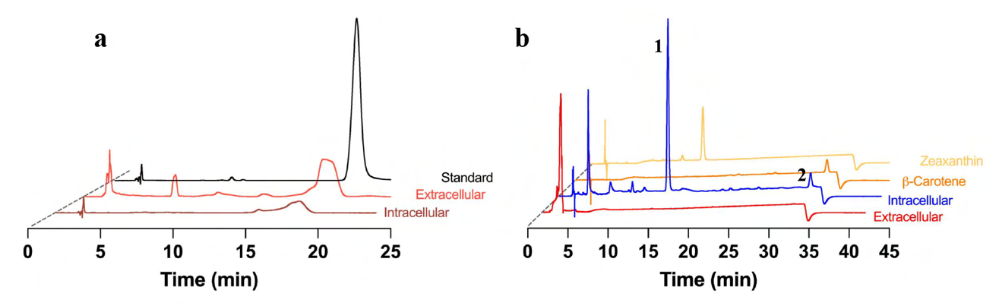 a
Standard
Extracellular
Intracellular
0 5 10 15 20 25
Time (min)
b
1
2
Zeaxanthin
β-Carotene
Intracellular
Extracellular
0 5 10 15 20 25 30 35 40 45
Time (min)